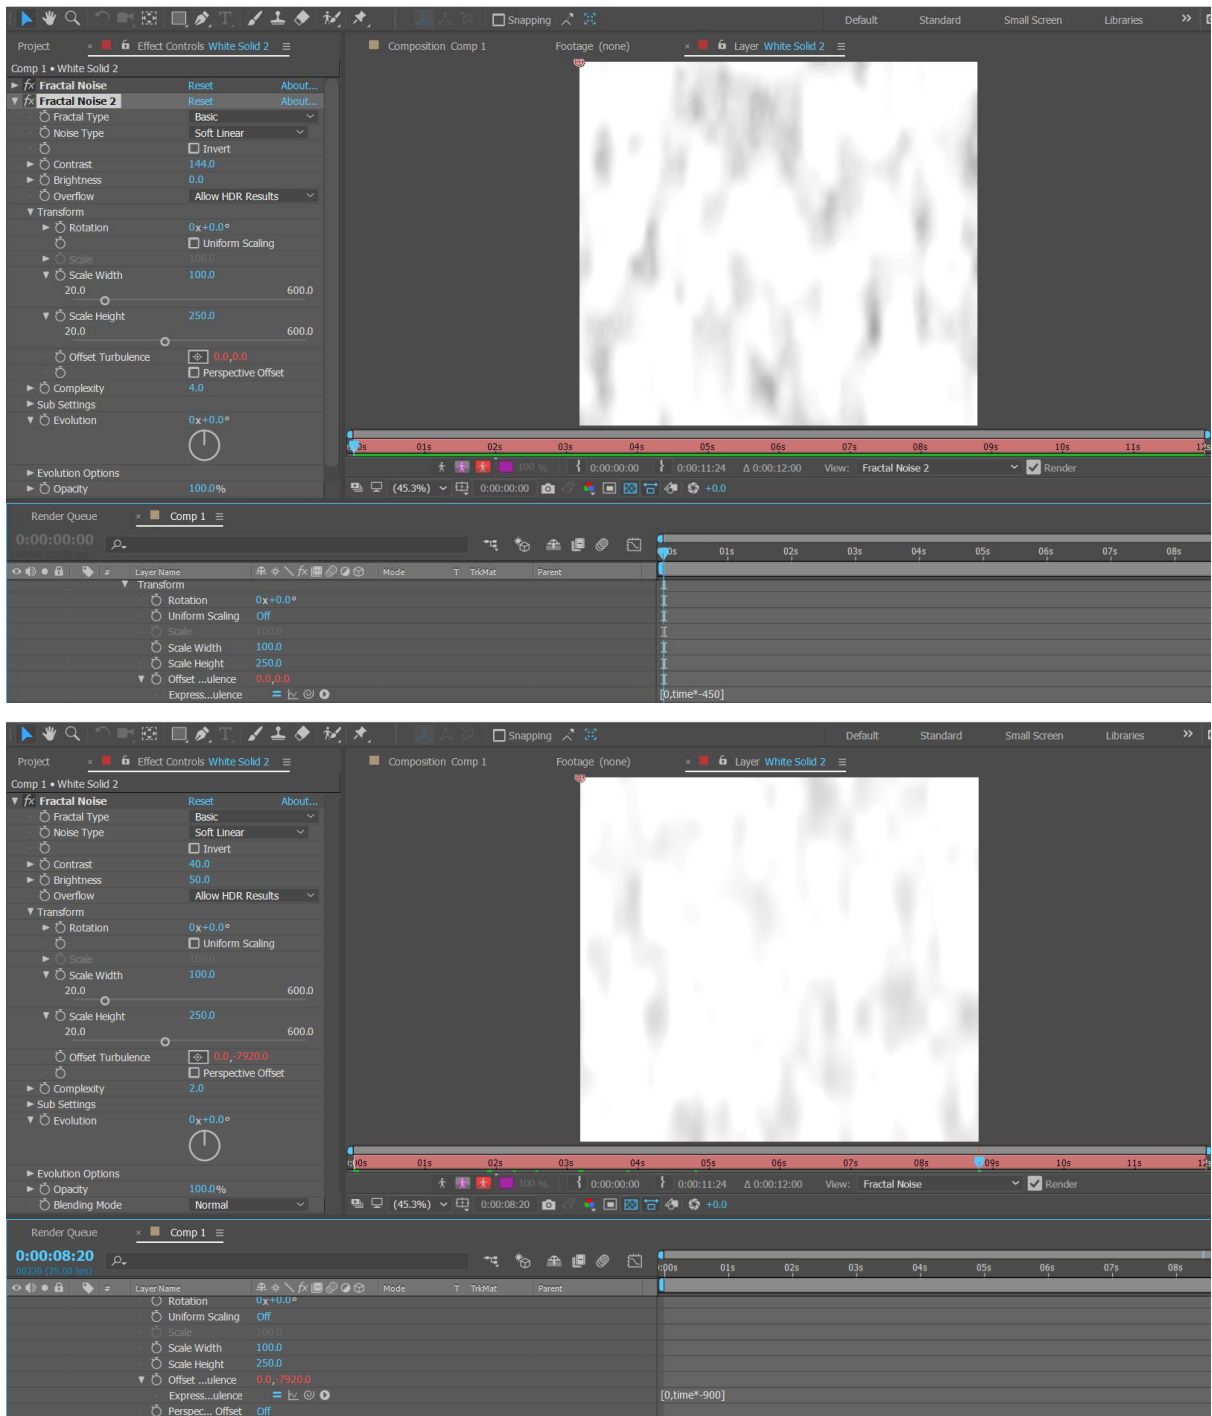 Snapping Default Standard Small Screen Libraries »
Project × Effect Controls White Solid 2 ≡ Composition Comp 1 Footage (none) × Layer White Solid 2 ≡
Comp 1 • White Solid 2
fx Fractal Noise Reset About...
fx Fractal Noise 2 Reset About...
Fractal Type Basic
Noise Type Soft Linear
Invert
Contrast 144.0
Brightness 0.0
Overflow Allow HDR Results
Transform
Rotation 0x+0.0°
Uniform Scaling
Scale 100.0
Scale Width 100.0
20.0 600.0
Scale Height 250.0
20.0 600.0
Offset Turbulence 0.0,0.0
Perspective Offset
Complexity 4.0
Sub Settings
Evolution 0x+0.0°
Evolution Options
Opacity 100.0%
01s 02s 03s 04s 05s 06s 07s 08s 09s 10s 11s 12s
100 % 0:00:00:00 0:00:11:24 Δ 0:00:12:00 View: Fractal Noise 2 Render
(45.3%) 0:00:00:00 +0.0
Render Queue × Comp 1 ≡
0:00:00:00
01s 02s 03s 04s 05s 06s 07s 08s
# Layer Name Mode T TrkMat Parent
Transform
Rotation 0x+0.0°
Uniform Scaling Off
Scale 100.0
Scale Width 100.0
Scale Height 250.0
Offset ...ulence 0.0,0.0
Express...ulence [0,time*-450]
Snapping Default Standard Small Screen Libraries »
Project × Effect Controls White Solid 2 ≡ Composition Comp 1 Footage (none) × Layer White Solid 2 ≡
Comp 1 • White Solid 2
fx Fractal Noise Reset About...
Fractal Type Basic
Noise Type Soft Linear
Invert
Contrast 40.0
Brightness 50.0
Overflow Allow HDR Results
Transform
Rotation 0x+0.0°
Uniform Scaling
Scale 100.0
Scale Width 100.0
20.0 600.0
Scale Height 250.0
20.0 600.0
Offset Turbulence 0.0,-7920.0
Perspective Offset
Complexity 2.0
Sub Settings
Evolution 0x+0.0°
Evolution Options
Opacity 100.0%
Blending Mode Normal
01s 02s 03s 04s 05s 06s 07s 08s 09s 10s 11s 12s
100 % 0:00:00:00 0:00:11:24 Δ 0:00:12:00 View: Fractal Noise Render
(45.3%) 0:00:08:20 +0.0
Render Queue × Comp 1 ≡
0:00:08:20
00220 (25.00 fps)
:00s 01s 02s 03s 04s 05s 06s 07s 08s
# Layer Name Mode T TrkMat Parent
Rotation 0x+0.0°
Uniform Scaling Off
Scale 100.0
Scale Width 100.0
Scale Height 250.0
Offset ...ulence 0.0,-7920.0
Express...ulence [0,time*-900]
Perspec... Offset Off